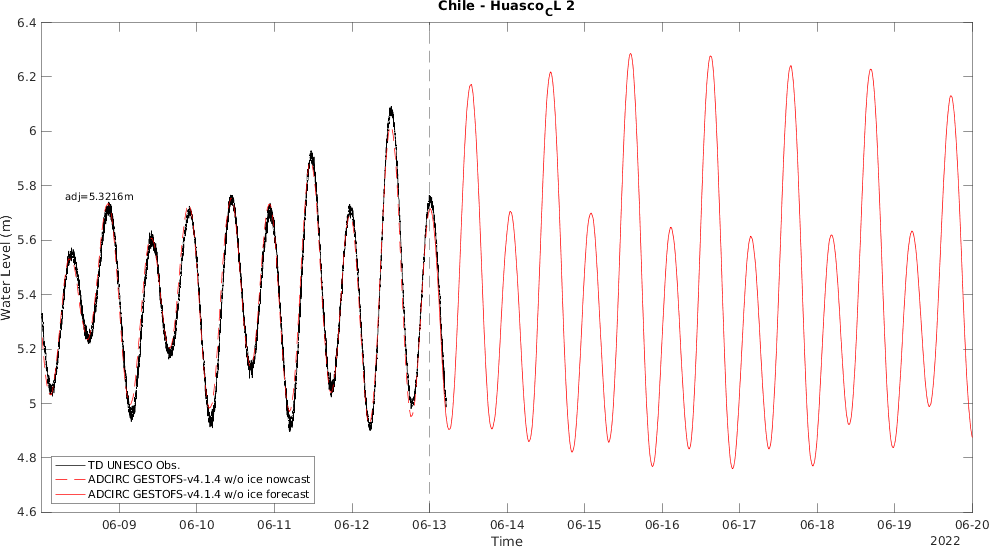 Chile - Huasco_CL 2
6.4
6.2
6
5.8
5.6
5.4
5.2
5
4.8
4.6
Water Level (m)
adj=5.3216m
TD UNESCO Obs.
ADCIRC GESTOFS-v4.1.4 w/o ice nowcast
ADCIRC GESTOFS-v4.1.4 w/o ice forecast
06-09 06-10 06-11 06-12 06-13 06-14 06-15 06-16 06-17 06-18 06-19 06-20
Time
2022